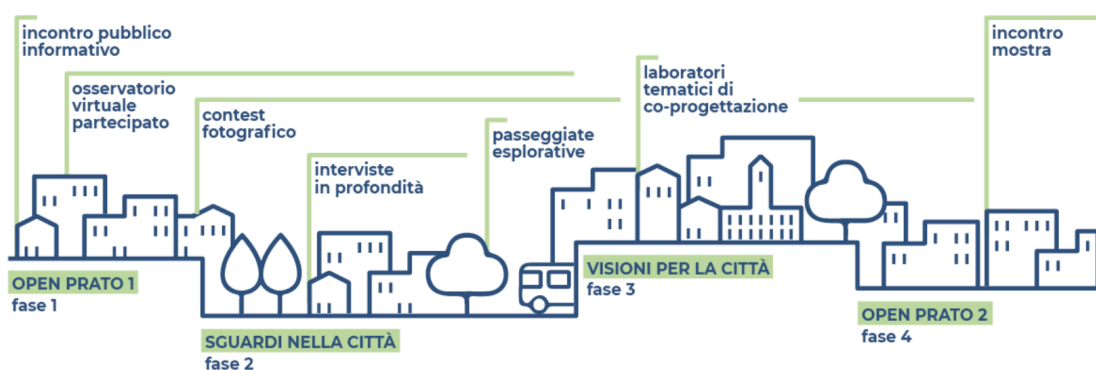 incontro pubblico
informativo
osservatorio
virtuale
partecipato
contest
fotografico
interviste
in profondità
passeggiate
esplorative
laboratori
tematici di
co-progettazione
incontro
mostra
OPEN PRATO 1
fase 1
SGUARDI NELLA CITTÀ
fase 2
VISIONI PER LA CITTÀ
fase 3
OPEN PRATO 2
fase 4